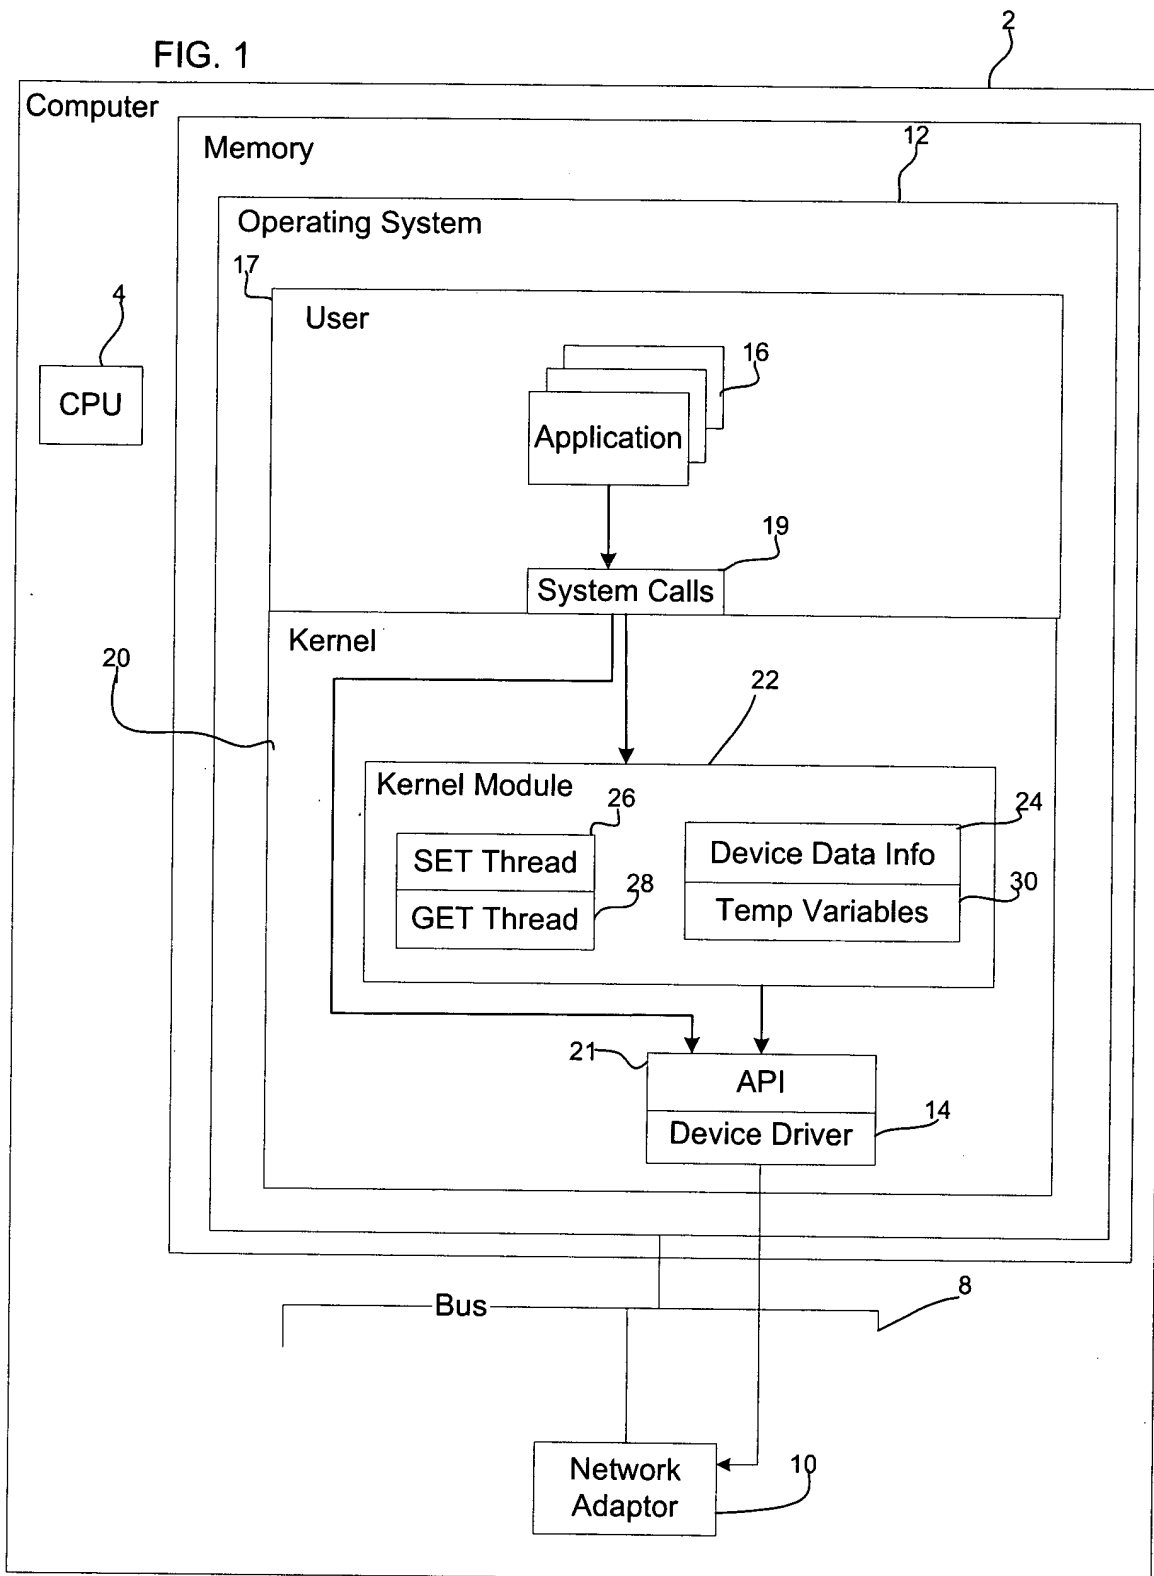 2
FIG. 1
Computer
Memory
12
Operating System
17
User
4
16
CPU
Application
19
System Calls
Kernel
20
22
Kernel Module
26
24
SET Thread
Device Data Info
28
30
GET Thread
Temp Variables
21
API
14
Device Driver
8
Bus
Network
Adaptor
10